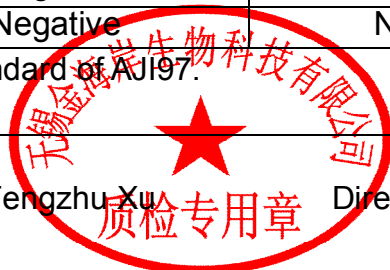 Negative N
ndard of AJI97.
无锡金海岸生物科技有限公司
engzhu Xu Dire
质检专用章